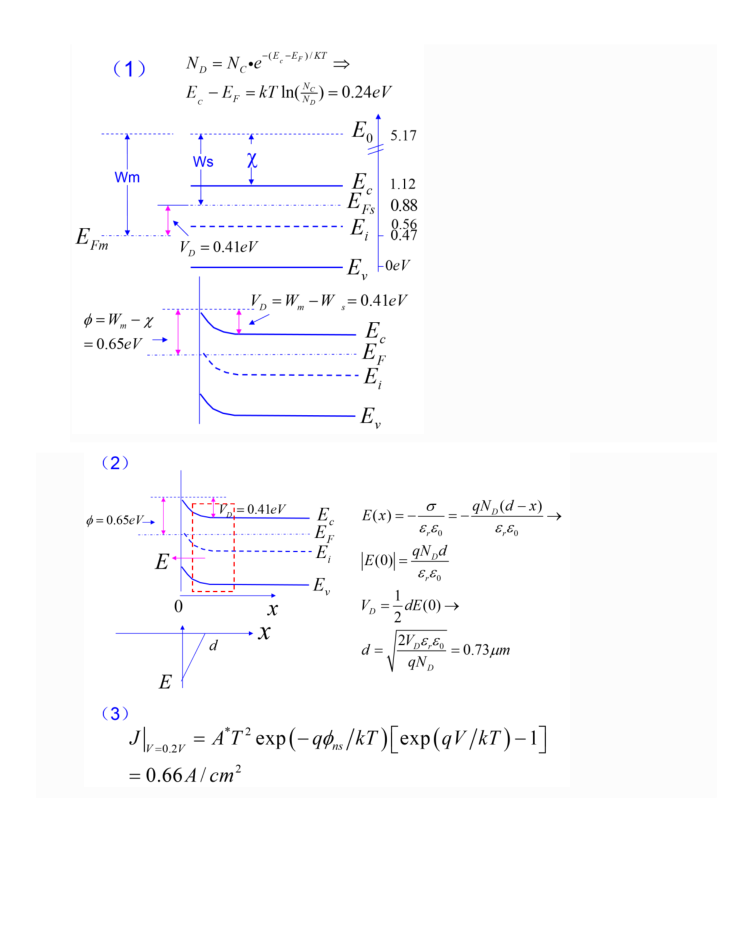 （1） N_D = N_C•e^{-(E_c-E_F)/KT} ⇒
E_c - E_F = kT ln(N_C/N_D) = 0.24eV
E_0 5.17
Ws χ
Wm
E_c 1.12
E_Fs 0.88
E_i 0.56
E_Fm 0.47
V_D = 0.41eV
E_v 0eV
V_D = W_m - W_s = 0.41eV
ϕ = W_m - χ
= 0.65eV
E_c
E_F
E_i
E_v
（2）
V_D = 0.41eV
ϕ = 0.65eV
E_c
E_F
E E_i
E_v
0 x
x
d
E
E(x) = -σ/(ε_rε_0) = -qN_D(d-x)/(ε_rε_0) →
|E(0)| = qN_Dd/(ε_rε_0)
V_D = 1/2 dE(0) →
d = √(2V_Dε_rε_0/(qN_D)) = 0.73μm
（3）
J|_{V=0.2V} = A^*T^2 exp(-qϕ_ns/kT)[exp(qV/kT)-1]
= 0.66A/cm^2